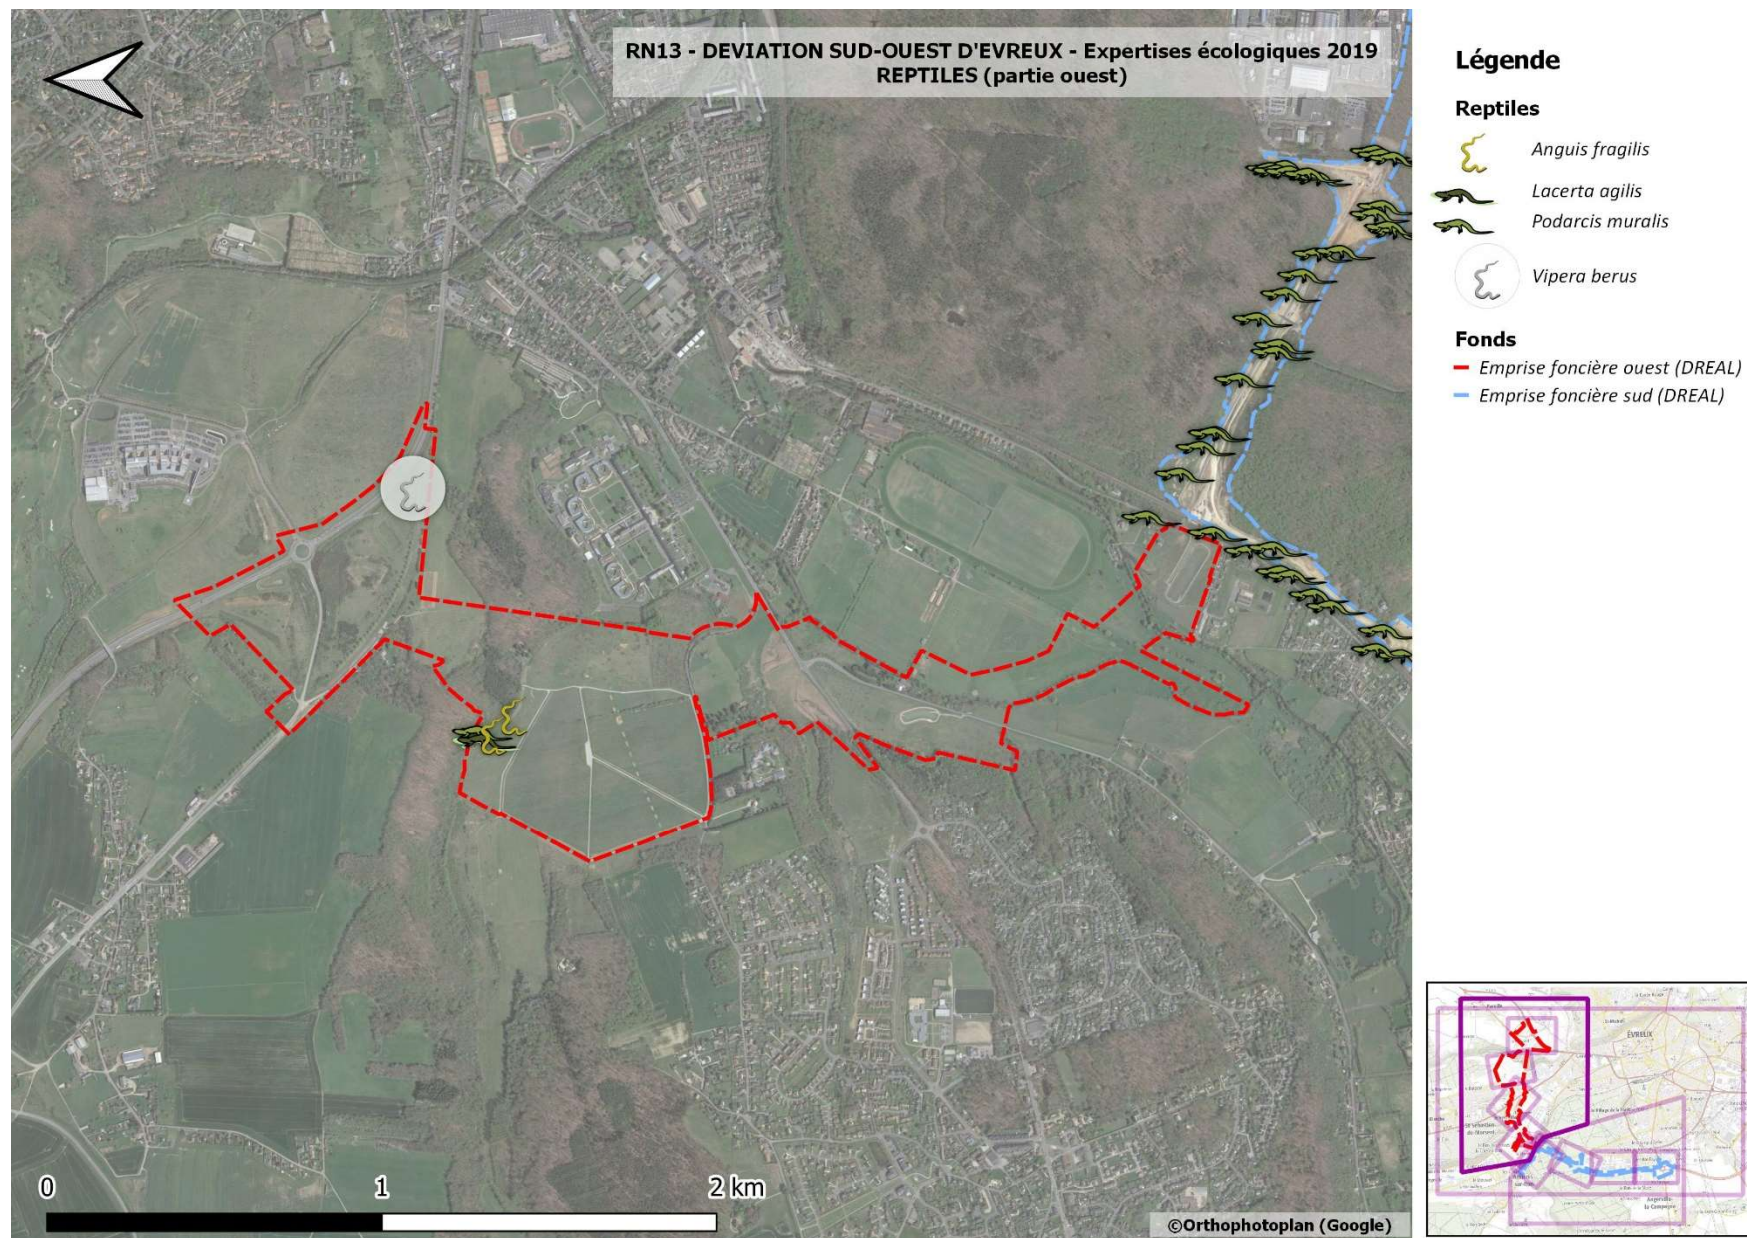 RN13 - DEVIATION SUD-OUEST D'EVREUX - Expertises écologiques 2019
REPTILES (partie ouest)
Légende
Reptiles
Anguis fragilis
Lacerta agilis
Podarcis muralis
Vipera berus
Fonds
Emprise foncière ouest (DREAL)
Emprise foncière sud (DREAL)
ÉVREUX
0
1
2 km
©Orthophotoplan (Google)